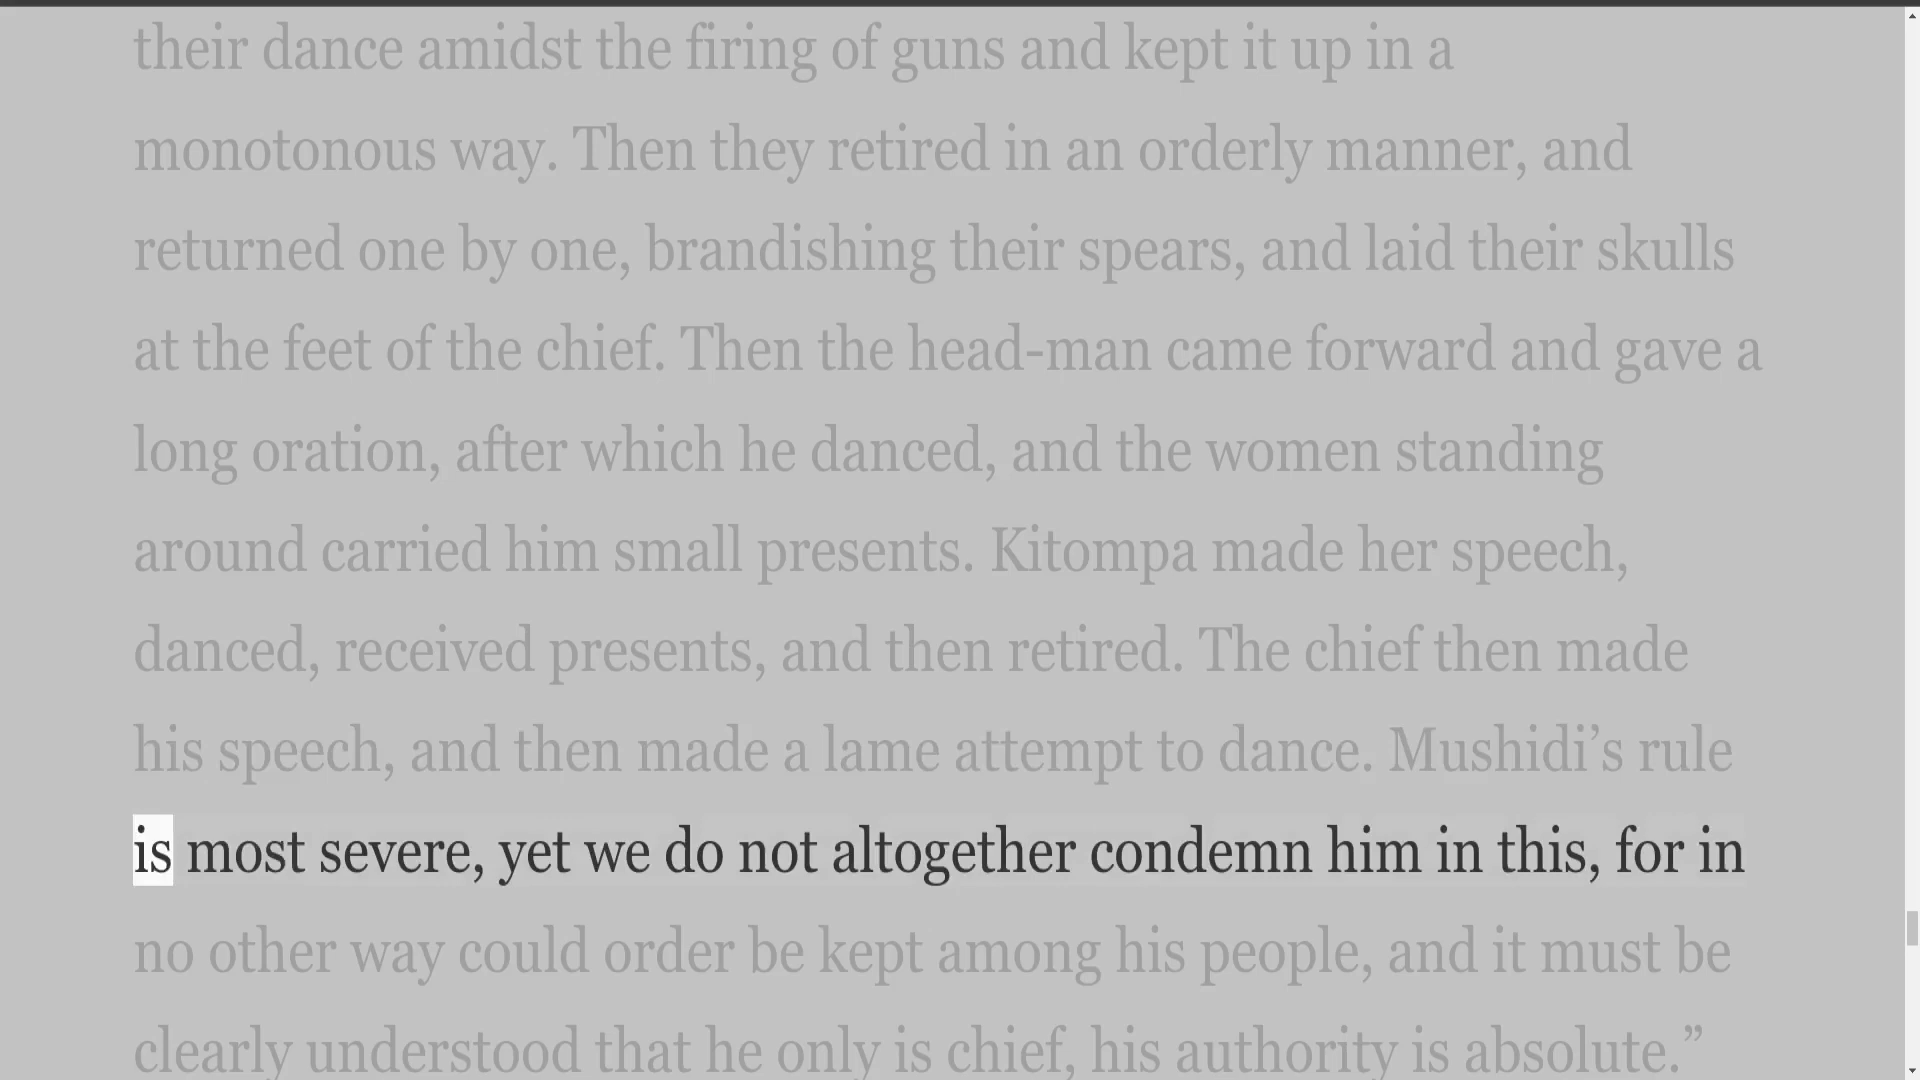 their dance amidst the firing of guns and kept it up in a
monotonous way. Then they retired in an orderly manner, and
returned one by one, brandishing their spears, and laid their skulls
at the feet of the chief. Then the head-man came forward and gave a
long oration, after which he danced, and the women standing
around carried him small presents. Kitompa made her speech,
danced, received presents, and then retired. The chief then made
his speech, and then made a lame attempt to dance. Mushidi’s rule
is most severe, yet we do not altogether condemn him in this, for in
no other way could order be kept among his people, and it must be
clearly understood that he only is chief, his authority is absolute.”